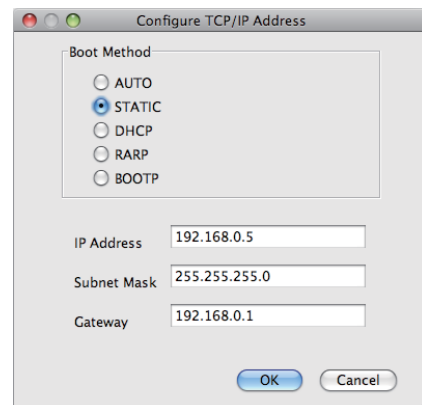 Configure TCP/IP Address
Boot Method
AUTO
STATIC
DHCP
RARP
BOOTP
IP Address 192.168.0.5
Subnet Mask 255.255.255.0
Gateway 192.168.0.1
OK Cancel